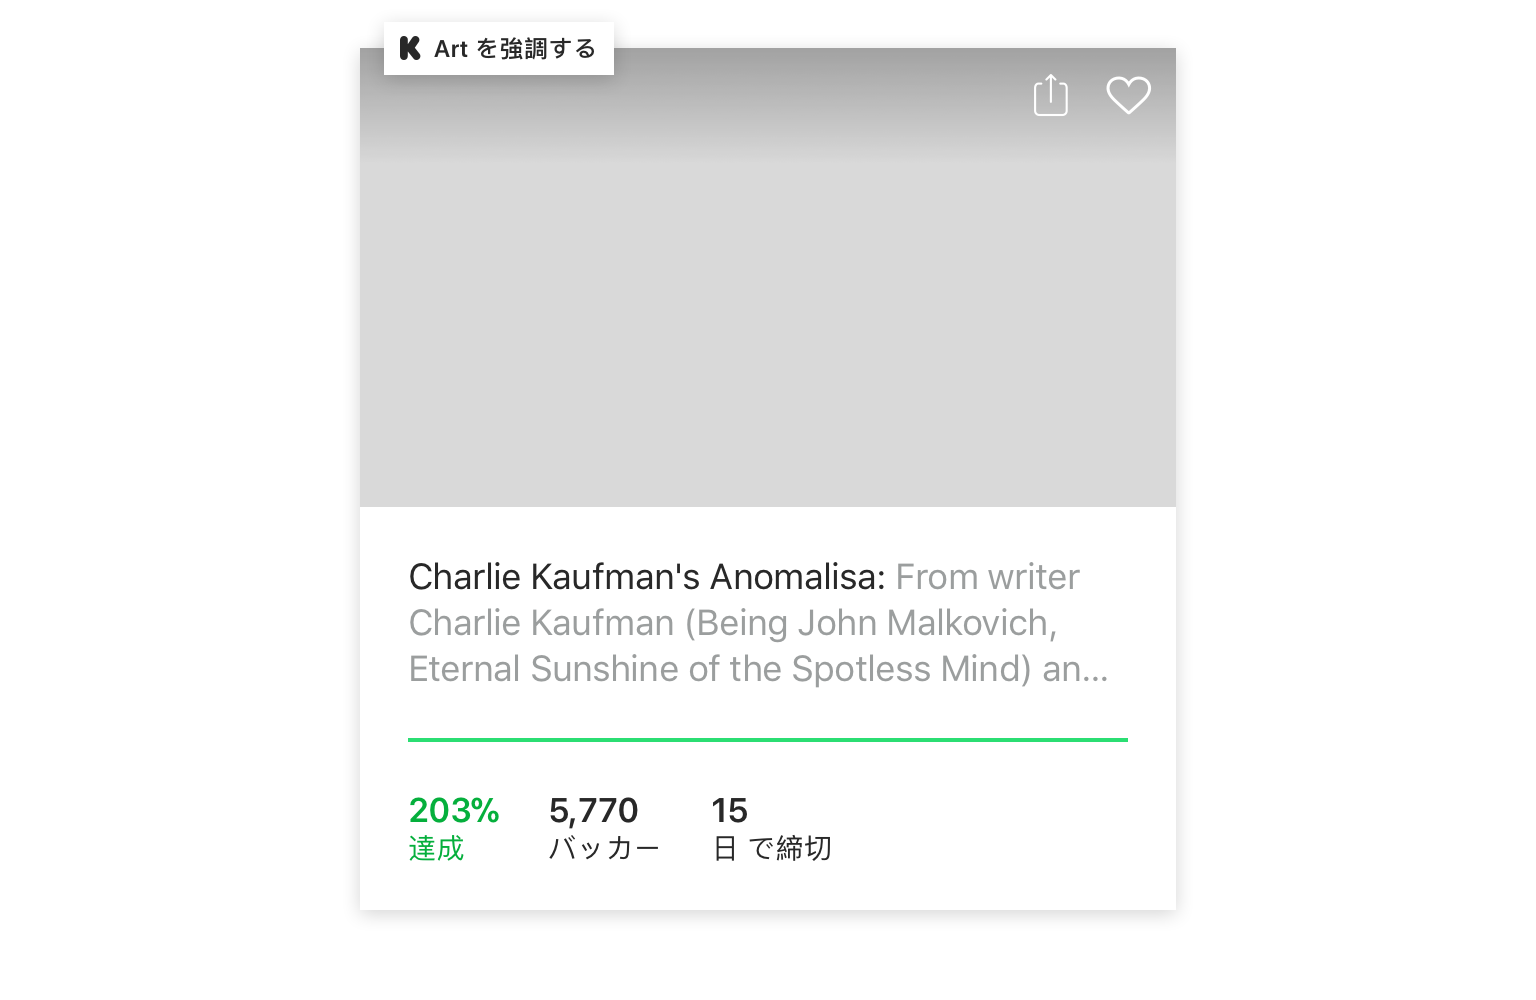 Art を強調する
Charlie Kaufman's Anomalisa: From writer
Charlie Kaufman (Being John Malkovich,
Eternal Sunshine of the Spotless Mind) an...
203% 5,770 15
達成 バッカー 日 で締切